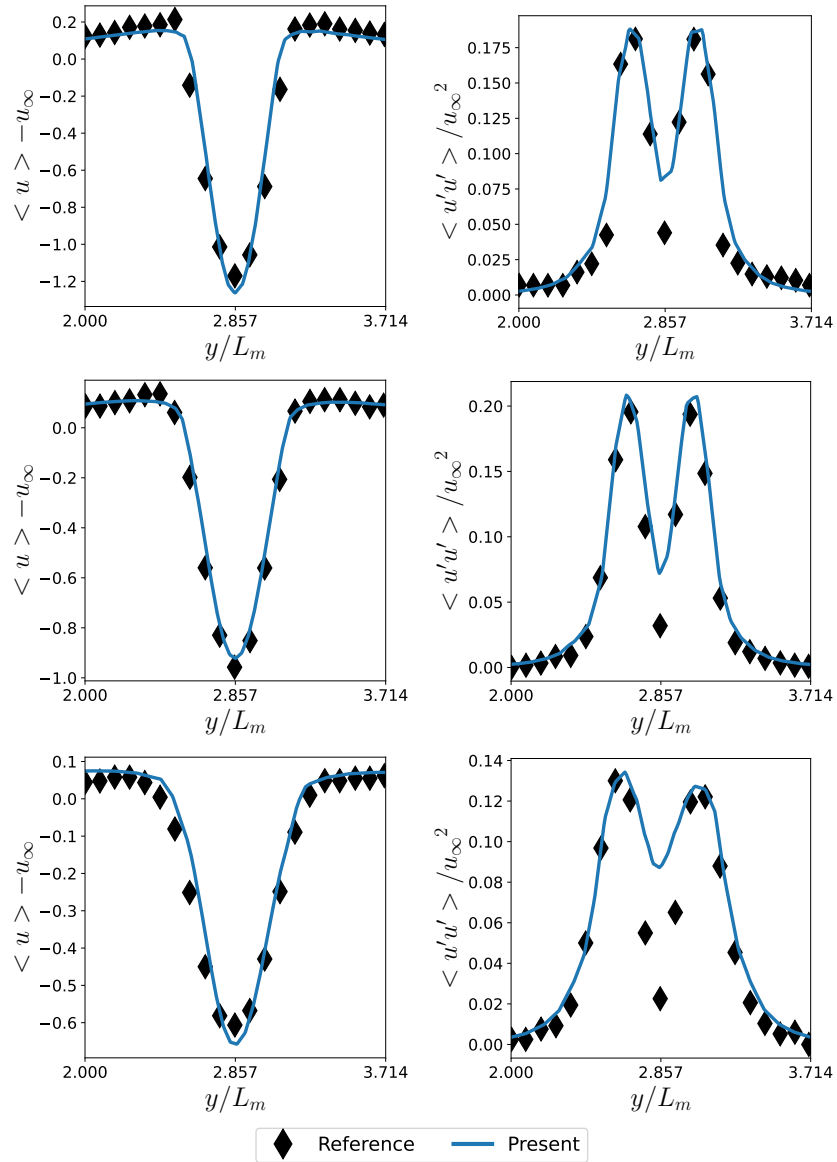 0.2
0.0
−0.2
−0.4
−0.6
−0.8
−1.0
−1.2
< u > −u∞
2.000 2.857 3.714
y/Lm
0.175
0.150
0.125
0.100
0.075
0.050
0.025
0.000
< u′u′ > /u∞²
2.000 2.857 3.714
y/Lm
0.0
−0.2
−0.4
−0.6
−0.8
−1.0
< u > −u∞
2.000 2.857 3.714
y/Lm
0.20
0.15
0.10
0.05
0.00
< u′u′ > /u∞²
2.000 2.857 3.714
y/Lm
0.1
0.0
−0.1
−0.2
−0.3
−0.4
−0.5
−0.6
< u > −u∞
2.000 2.857 3.714
y/Lm
0.14
0.12
0.10
0.08
0.06
0.04
0.02
0.00
< u′u′ > /u∞²
2.000 2.857 3.714
y/Lm
Reference Present